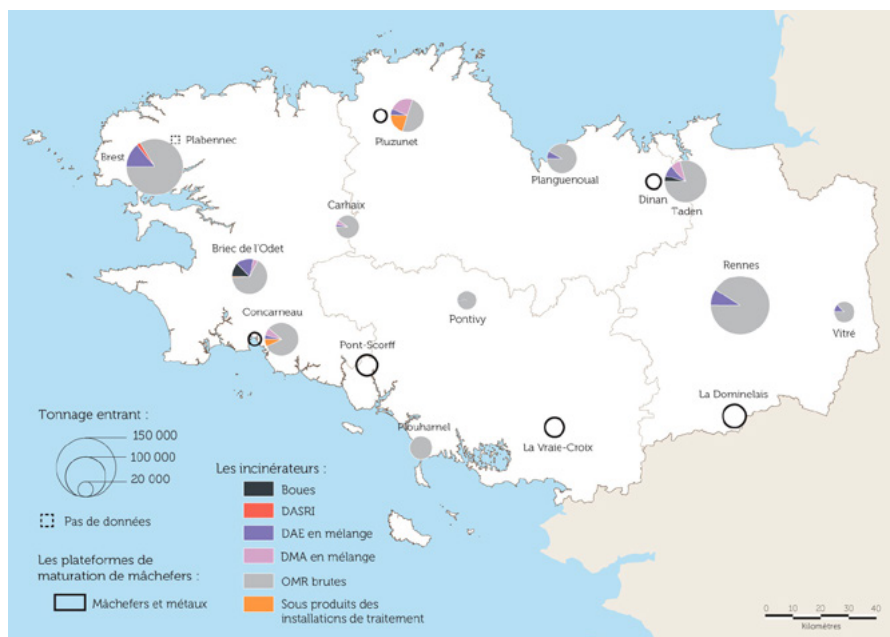 Pluzunet
Plabennec
Brest
Planguenoual
Dinan
Taden
Carhaix
Briec de l'Odet
Rennes
Concarneau
Pontivy
Vitré
Pont-Scorff
La Dominelais
Plouharnel
La Vraie-Croix
Tonnage entrant :
150 000
100 000
20 000
Pas de données
Les plateformes de
maturation de mâchefers :
Mâchefers et métaux
Les incinérateurs :
Boues
DASRI
DAE en mélange
DMA en mélange
OMR brutes
Sous produits des
installations de traitement
0 10 20 30 40
Kilomètres